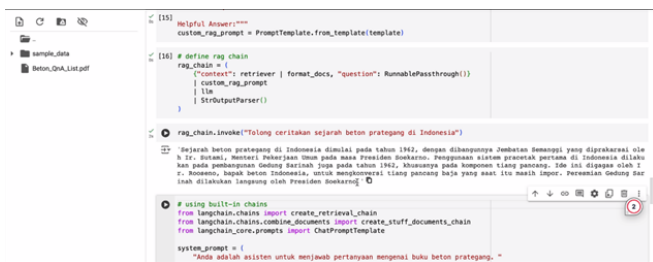 [15]
Helpful Answer:"""
custom_rag_prompt = PromptTemplate.from_template(template)
..
sample_data
Beton_QnA_List.pdf
[16] # define rag chain
rag_chain = (
{"context": retriever | format_docs, "question": RunnablePassthrough()}
| custom_rag_prompt
| llm
| StrOutputParser()
)
rag_chain.invoke("Tolong ceritakan sejarah beton prategang di Indonesia")
'Sejarah beton prategang di Indonesia dimulai pada tahun 1962, dengan dibangunnya Jembatan Semanggi yang diprakarsai ole
h Ir. Sutami, Menteri Pekerjaan Umum pada masa Presiden Soekarno. Penggunaan sistem pracetak pertama di Indonesia dilaku
kan pada pembangunan Gedung Sarinah juga pada tahun 1962, khusunya pada komponen tiang pancang. Ide ini digagas oleh I
r. Rooseno, bapak beton Indonesia, untuk mengkonversi tiang pancang baja yang saat itu masih impor. Peresmian Gedung Sar
inah dilakukan langsung oleh Presiden Soekarno.'
2
# using built-in chains
from langchain.chains import create_retrieval_chain
from langchain.chains.combine_documents import create_stuff_documents_chain
from langchain_core.prompts import ChatPromptTemplate
system_prompt = (
"Anda adalah asisten untuk menjawab pertanyaan mengenai buku beton prategang. "